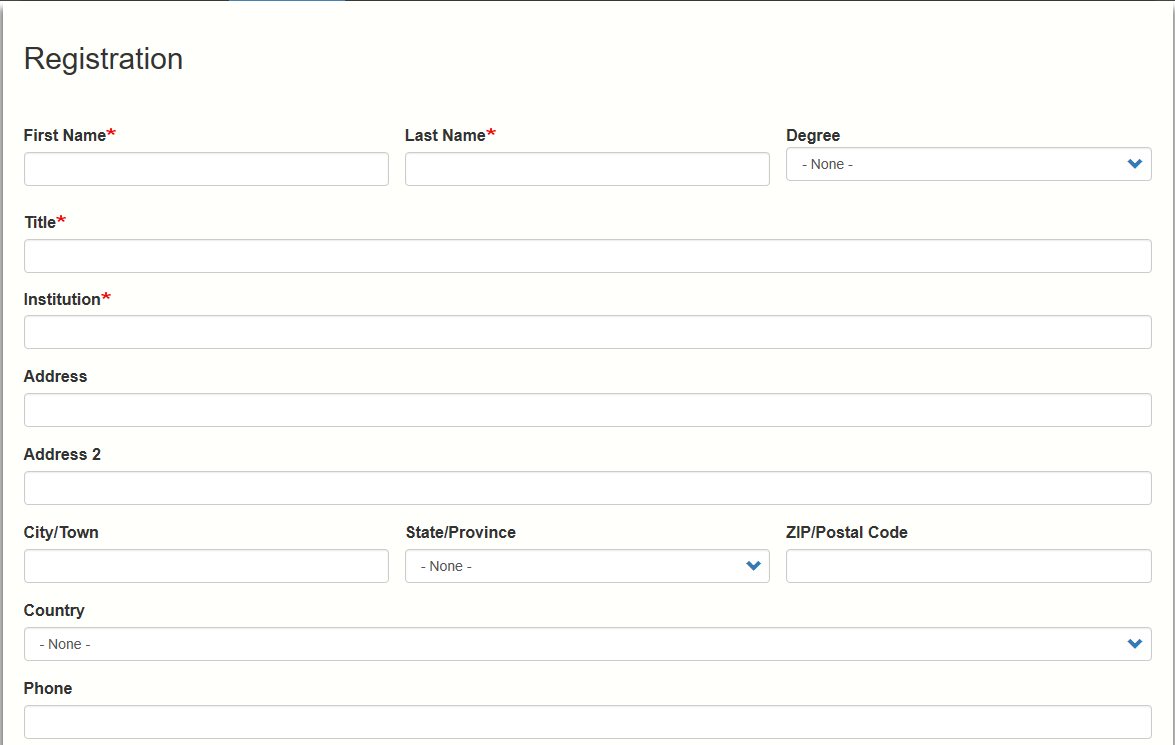 Registration
First Name* Last Name* Degree
- None -
Title*
Institution*
Address
Address 2
City/Town State/Province ZIP/Postal Code
- None -
Country
- None -
Phone